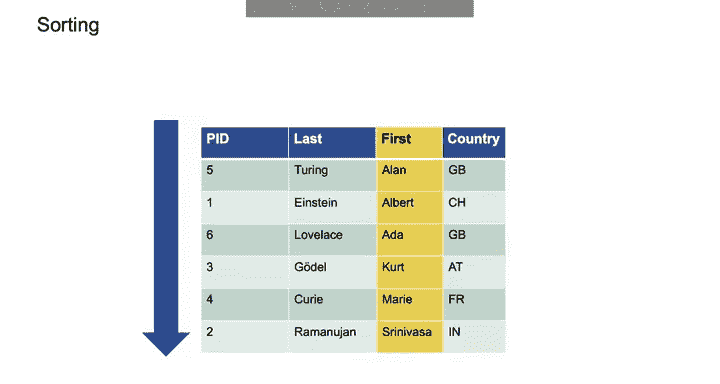 Sorting
PID Last First Country
5 Turing Alan GB
1 Einstein Albert CH
6 Lovelace Ada GB
3 Gödel Kurt AT
4 Curie Marie FR
2 Ramanujan Srinivasa IN